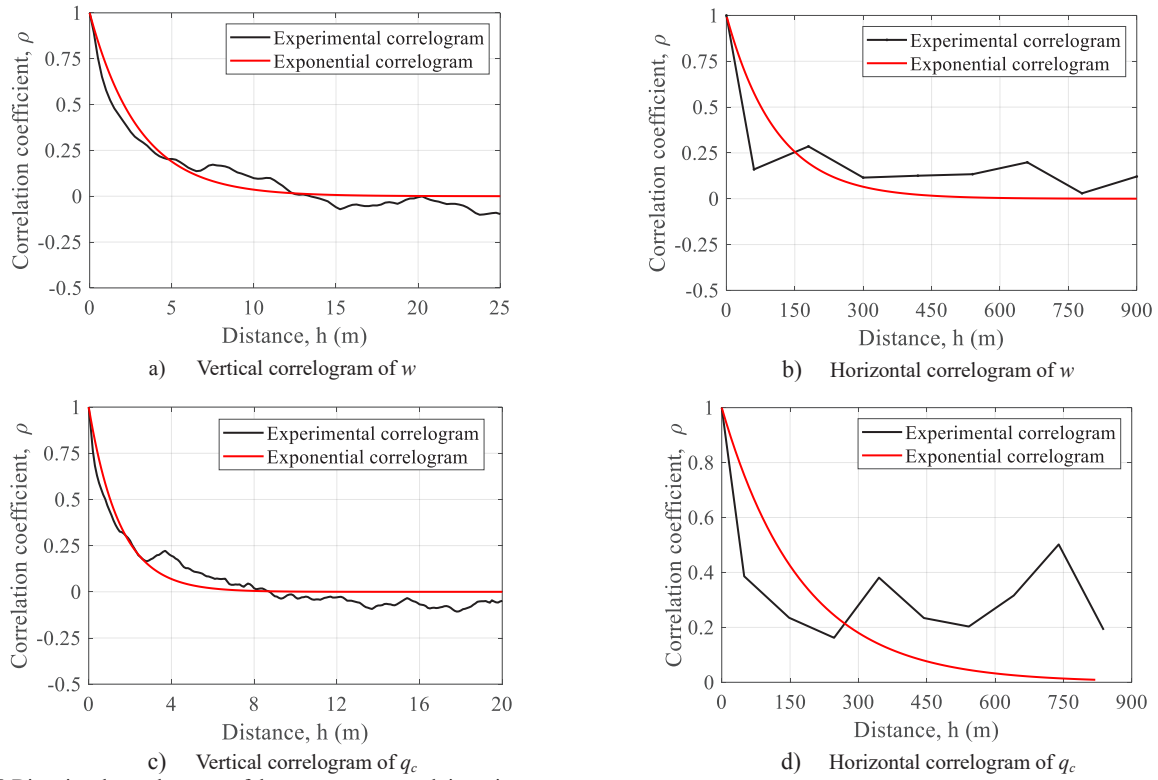 1
0.75
0.5
0.25
0
-0.25
-0.5
Correlation coefficient, ρ
Experimental correlogram
Exponential correlogram
0 5 10 15 20 25
Distance, h (m)
a) Vertical correlogram of w
1
0.75
0.5
0.25
0
-0.25
-0.5
Correlation coefficient, ρ
Experimental correlogram
Exponential correlogram
0 150 300 450 600 750 900
Distance, h (m)
b) Horizontal correlogram of w
1
0.75
0.5
0.25
0
-0.25
-0.5
Correlation coefficient, ρ
Experimental correlogram
Exponential correlogram
0 4 8 12 16 20
Distance, h (m)
c) Vertical correlogram of qc
1
0.8
0.6
0.4
0.2
0
Correlation coefficient, ρ
Experimental correlogram
Exponential correlogram
0 150 300 450 600 750 900
Distance, h (m)
d) Horizontal correlogram of qc